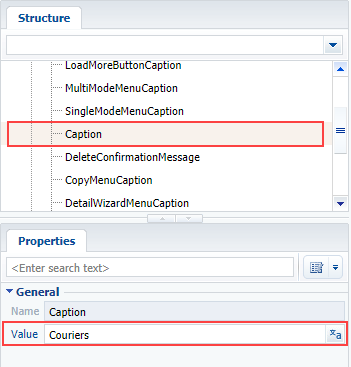 Structure
LoadMoreButtonCaption
MultiModeMenuCaption
SingleModeMenuCaption
Caption
DeleteConfirmationMessage
CopyMenuCaption
DetailWizardMenuCaption
Properties
<Enter search text>
General
Name Caption
Value Couriers